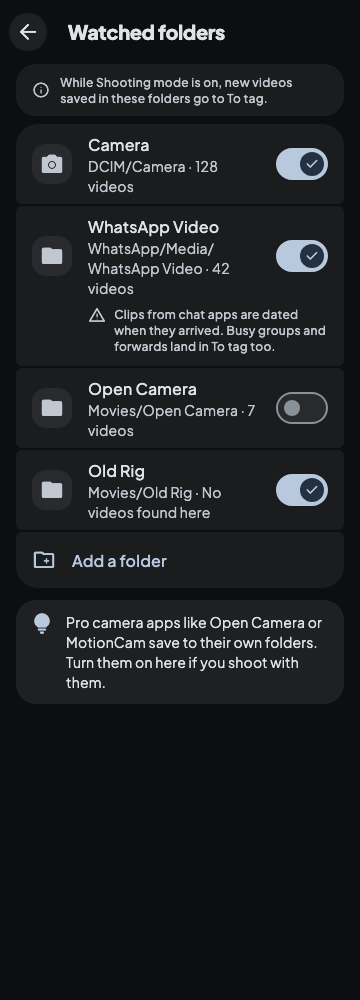 Watched folders
While Shooting mode is on, new videos
saved in these folders go to To tag.
Camera
DCIM/Camera · 128
videos
WhatsApp Video
WhatsApp/Media/
WhatsApp Video · 42
videos
Clips from chat apps are dated
when they arrived. Busy groups and
forwards land in To tag too.
Open Camera
Movies/Open Camera · 7
videos
Old Rig
Movies/Old Rig · No
videos found here
Add a folder
Pro camera apps like Open Camera or
MotionCam save to their own folders.
Turn them on here if you shoot with
them.